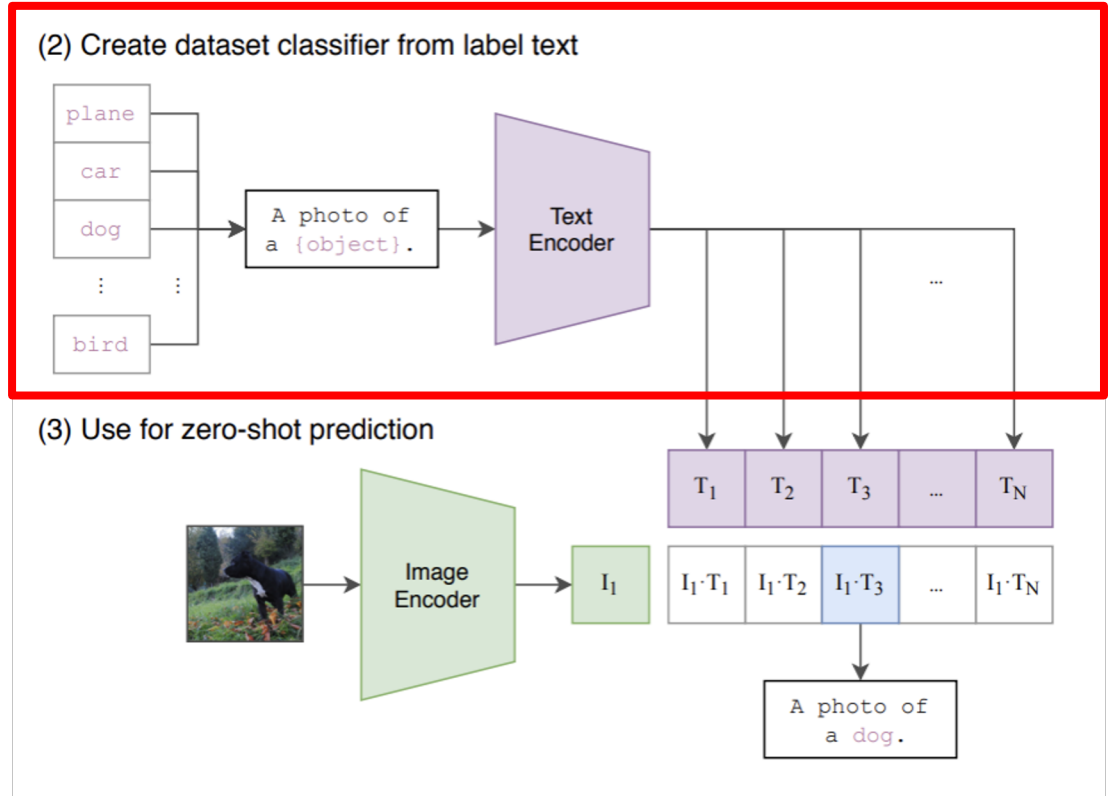 (2) Create dataset classifier from label text
plane
car
dog
⋮ ⋮
bird
A photo of
a {object}.
Text
Encoder
...
(3) Use for zero-shot prediction
Image
Encoder
I₁
T₁ T₂ T₃ ... T_N
I₁·T₁ I₁·T₂ I₁·T₃ ... I₁·T_N
A photo of
a dog.